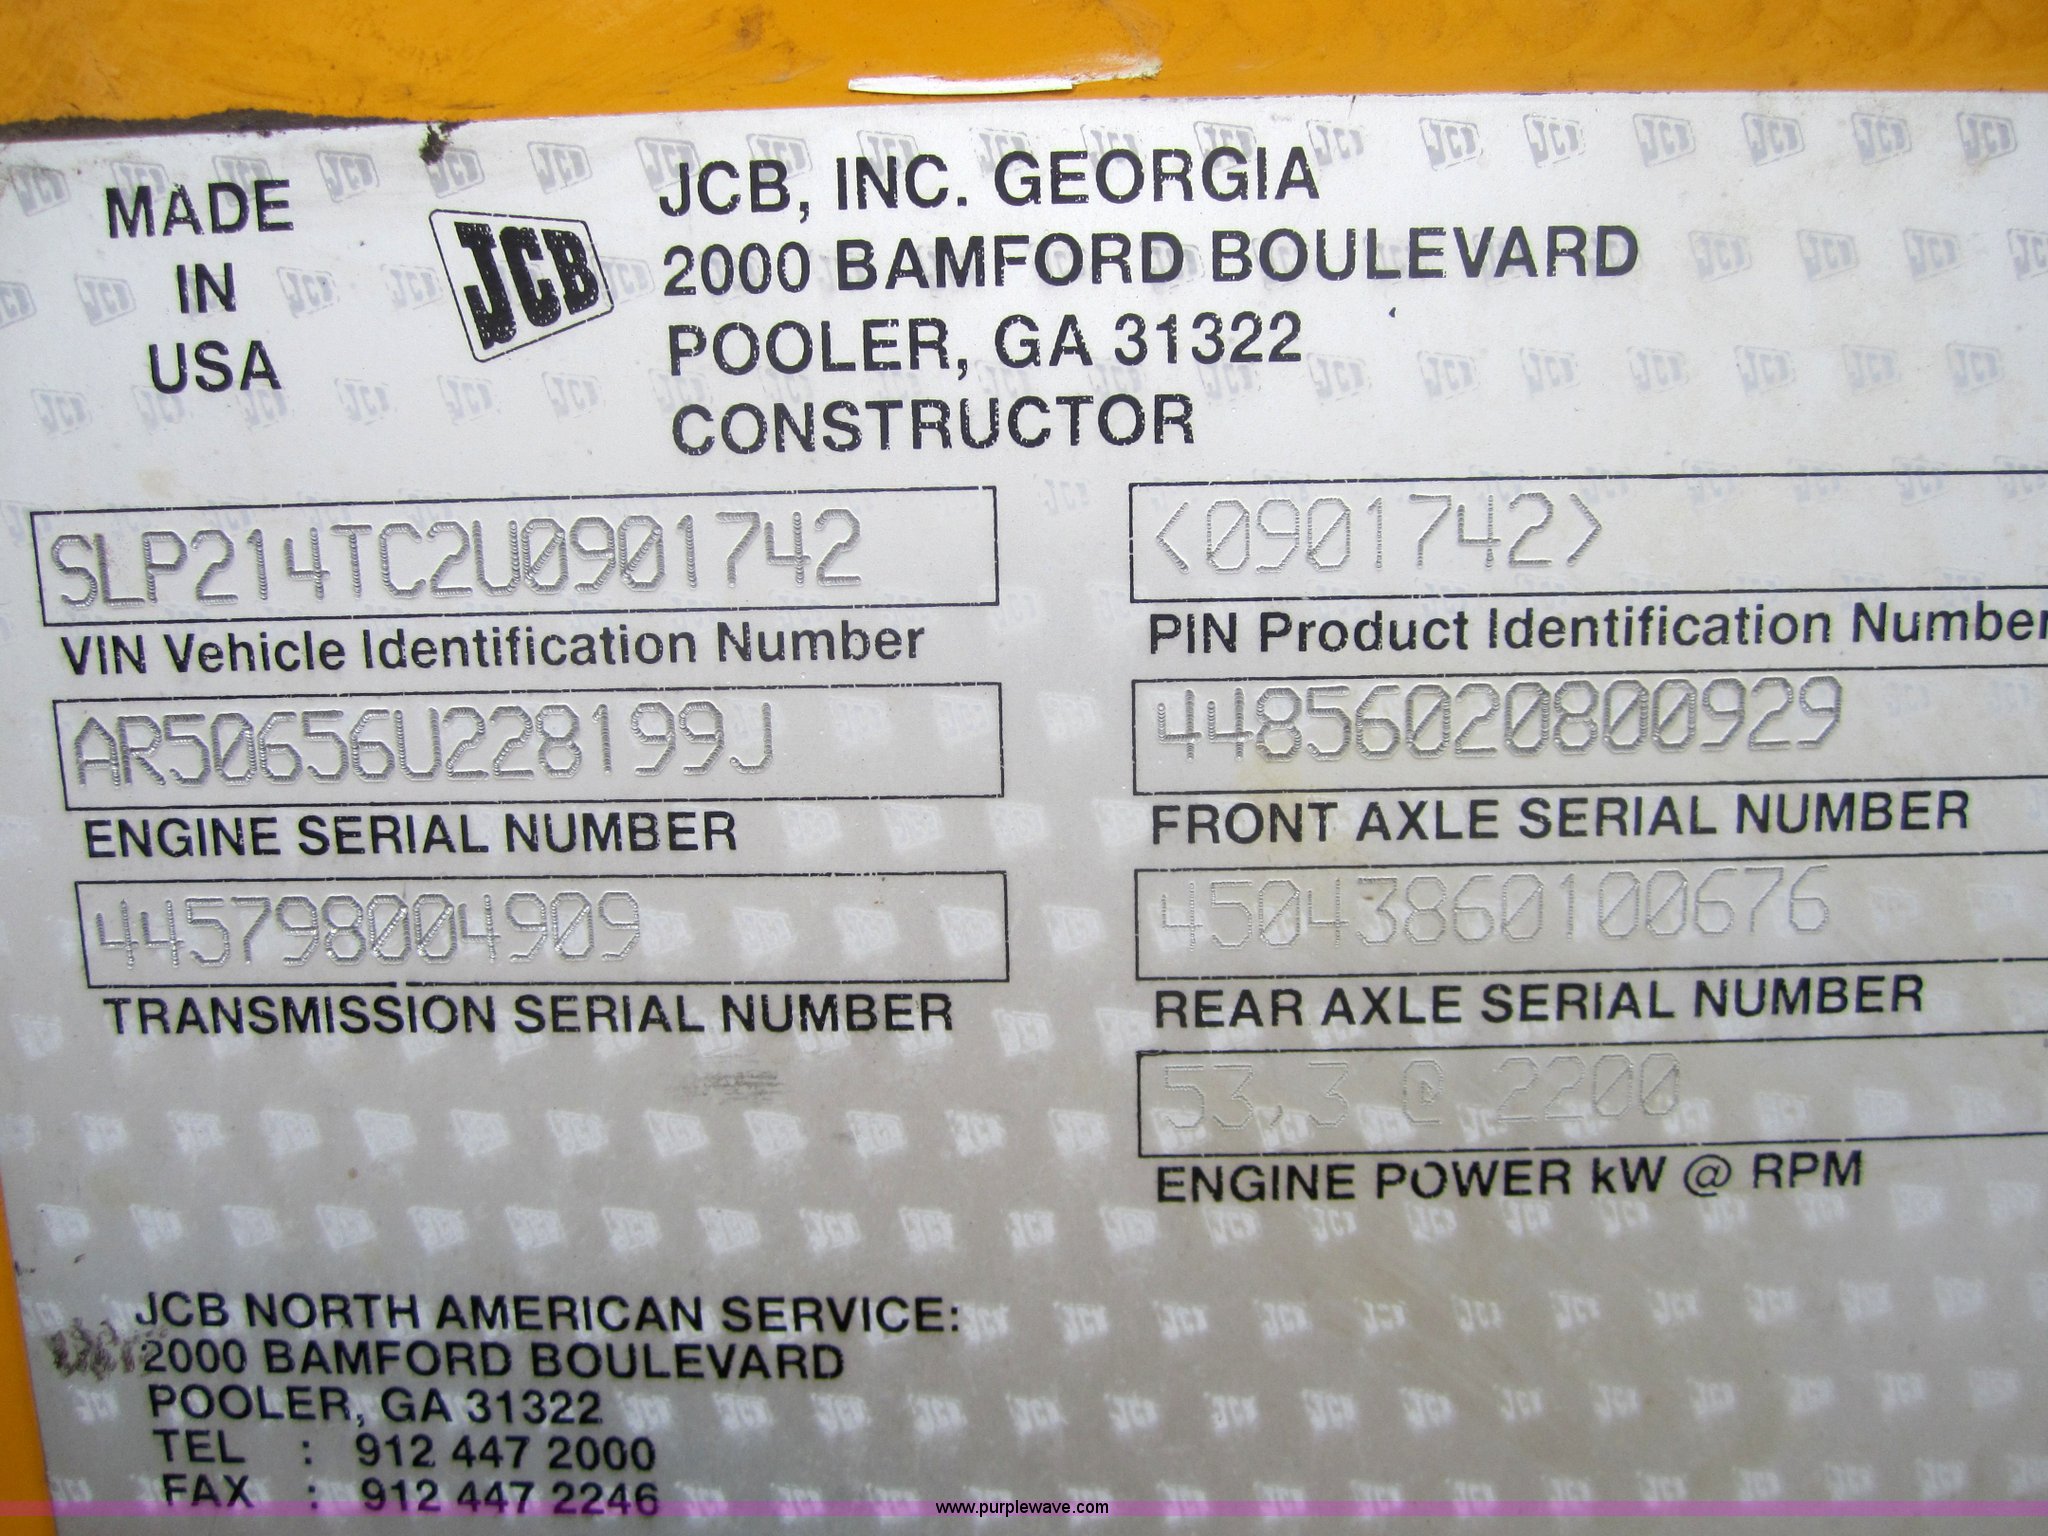 MADE
IN
USA
JCB
JCB, INC. GEORGIA
2000 BAMFORD BOULEVARD
POOLER, GA 31322
CONSTRUCTOR
SLP214TC2U0901742
VIN Vehicle Identification Number
<0901742>
PIN Product Identification Number
AR50656U228199J
ENGINE SERIAL NUMBER
44856020800929
FRONT AXLE SERIAL NUMBER
445798004909
TRANSMISSION SERIAL NUMBER
45043860100676
REAR AXLE SERIAL NUMBER
53.3 @ 2200
ENGINE POWER kW @ RPM
JCB NORTH AMERICAN SERVICE:
2000 BAMFORD BOULEVARD
POOLER, GA 31322
TEL : 912 447 2000
FAX : 912 447 2246
www.purplewave.com